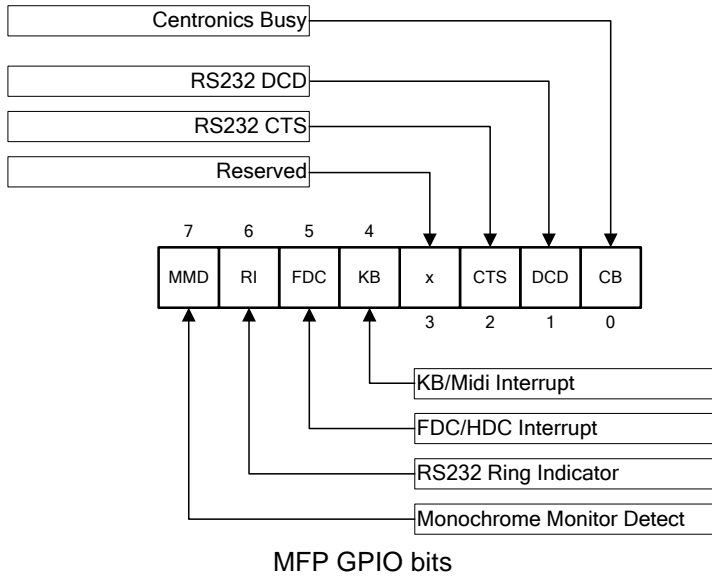 Centronics Busy
RS232 DCD
RS232 CTS
Reserved
7 6 5 4
MMD RI FDC KB x CTS DCD CB
3 2 1 0
KB/Midi Interrupt
FDC/HDC Interrupt
RS232 Ring Indicator
Monochrome Monitor Detect
MFP GPIO bits